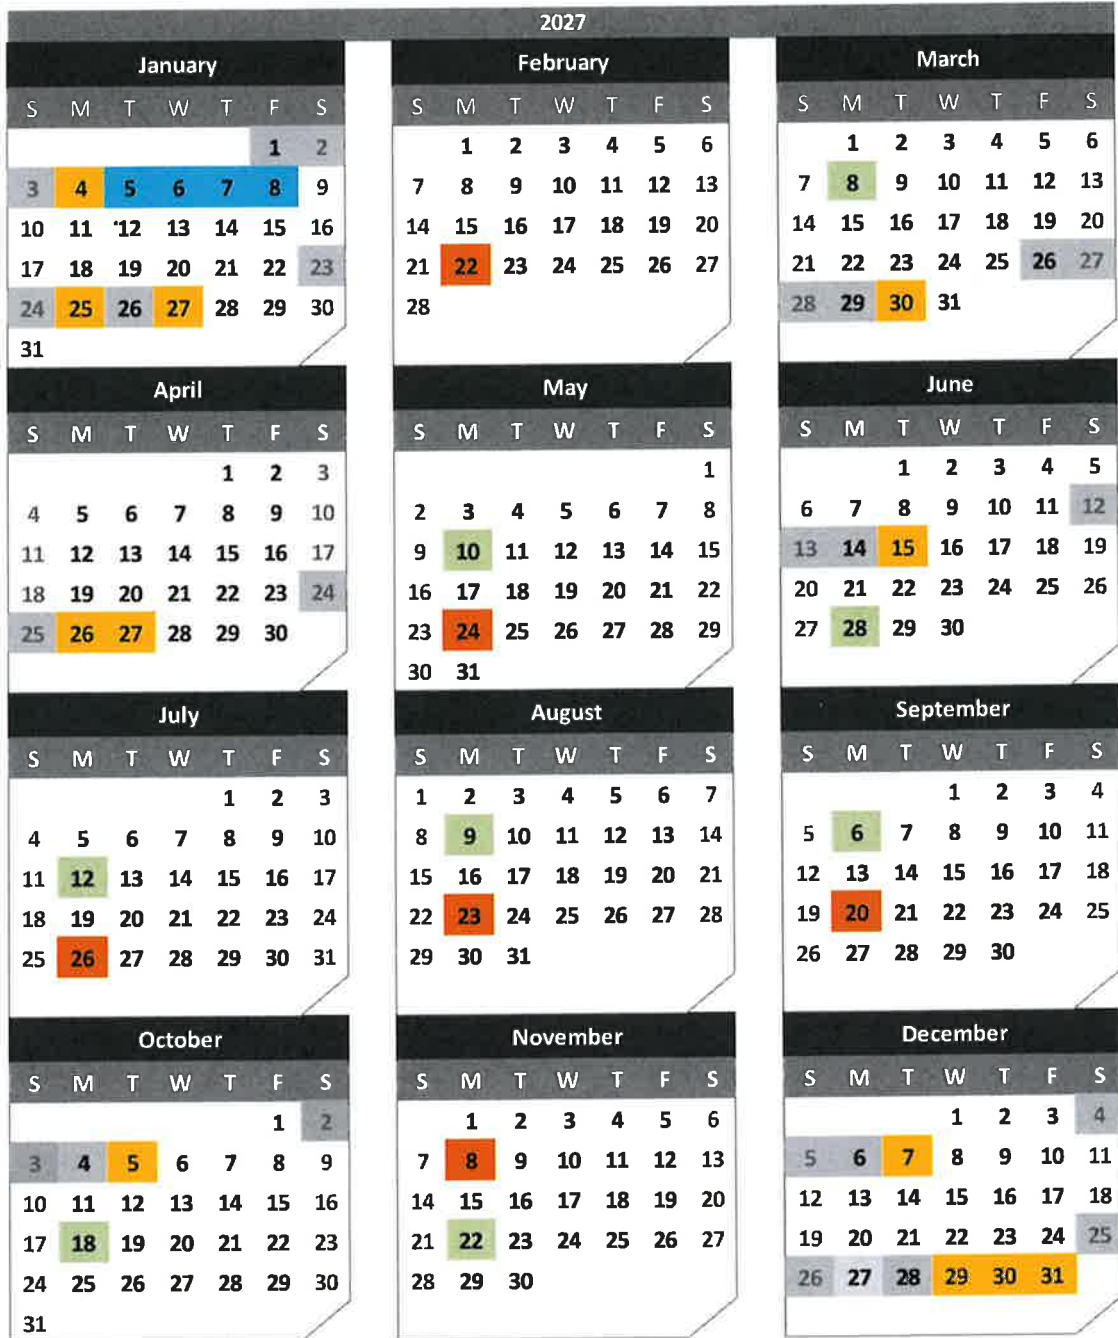 2027
January
S M T W T F S
1 2
3 4 5 6 7 8 9
10 11 12 13 14 15 16
17 18 19 20 21 22 23
24 25 26 27 28 29 30
31
February
S M T W T F S
1 2 3 4 5 6
7 8 9 10 11 12 13
14 15 16 17 18 19 20
21 22 23 24 25 26 27
28
March
S M T W T F S
1 2 3 4 5 6
7 8 9 10 11 12 13
14 15 16 17 18 19 20
21 22 23 24 25 26 27
28 29 30 31
April
S M T W T F S
1 2 3
4 5 6 7 8 9 10
11 12 13 14 15 16 17
18 19 20 21 22 23 24
25 26 27 28 29 30
May
S M T W T F S
1
2 3 4 5 6 7 8
9 10 11 12 13 14 15
16 17 18 19 20 21 22
23 24 25 26 27 28 29
30 31
June
S M T W T F S
1 2 3 4 5
6 7 8 9 10 11 12
13 14 15 16 17 18 19
20 21 22 23 24 25 26
27 28 29 30
July
S M T W T F S
1 2 3
4 5 6 7 8 9 10
11 12 13 14 15 16 17
18 19 20 21 22 23 24
25 26 27 28 29 30 31
August
S M T W T F S
1 2 3 4 5 6 7
8 9 10 11 12 13 14
15 16 17 18 19 20 21
22 23 24 25 26 27 28
29 30 31
September
S M T W T F S
1 2 3 4
5 6 7 8 9 10 11
12 13 14 15 16 17 18
19 20 21 22 23 24 25
26 27 28 29 30
October
S M T W T F S
1 2
3 4 5 6 7 8 9
10 11 12 13 14 15 16
17 18 19 20 21 22 23
24 25 26 27 28 29 30
31
November
S M T W T F S
1 2 3 4 5 6
7 8 9 10 11 12 13
14 15 16 17 18 19 20
21 22 23 24 25 26 27
28 29 30
December
S M T W T F S
1 2 3 4
5 6 7 8 9 10 11
12 13 14 15 16 17 18
19 20 21 22 23 24 25
26 27 28 29 30 31